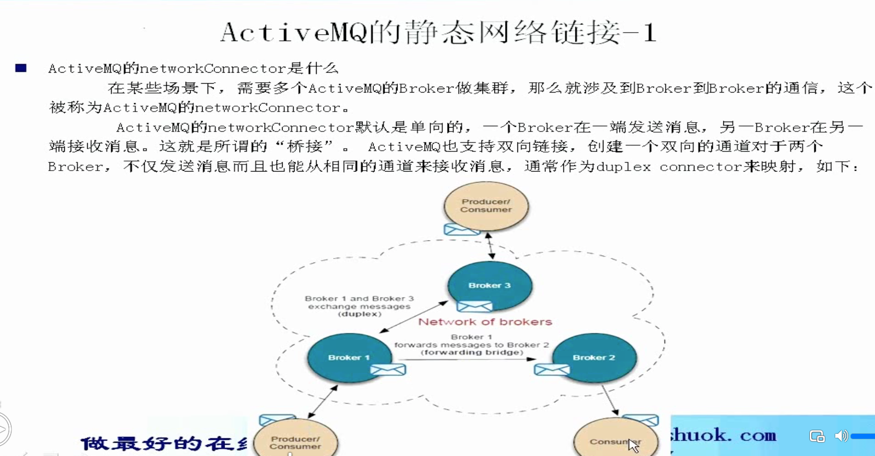 ActiveMQ的静态网络链接-1
ActiveMQ的networkConnector是什么
在某些场景下，需要多个ActiveMQ的Broker做集群，那么就涉及到Broker到Broker的通信，这个
被称为ActiveMQ的networkConnector。
ActiveMQ的networkConnector默认是单向的，一个Broker在一端发送消息，另一Broker在另一
端接收消息。这就是所谓的“桥接”。 ActiveMQ也支持双向链接，创建一个双向的通道对于两个
Broker，不仅发送消息而且也能从相同的通道来接收消息，通常作为duplex connector来映射，如下：
Producer/
Consumer
Broker 3
Broker 1 and Broker 3
exchange messages
(duplex)
Network of brokers
Broker 1
forwards messages to Broker 2
(forwarding bridge)
Broker 1
Broker 2
Producer/
Consumer
Consumer
做最好的在
shuok.com